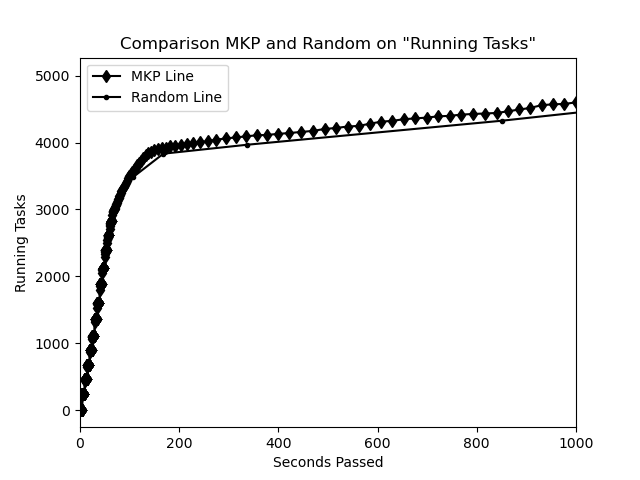 Comparison MKP and Random on "Running Tasks"
MKP Line
Random Line
5000
4000
3000
2000
1000
0
Running Tasks
0 200 400 600 800 1000
Seconds Passed